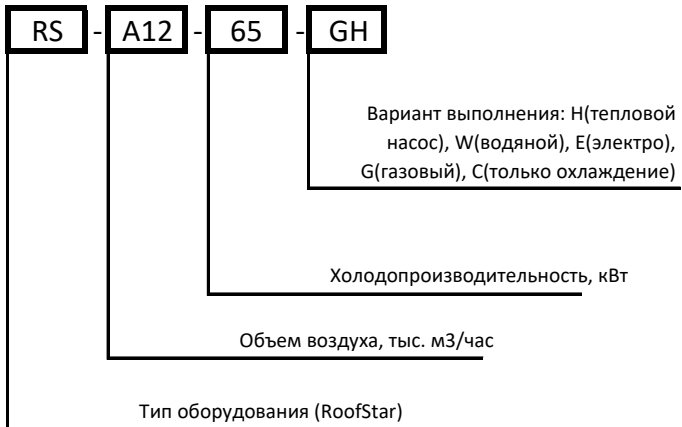 RS - A12 - 65 - GH
Вариант выполнения: H(тепловой
насос), W(водяной), E(электро),
G(газовый), C(только охлаждение)
Холодопроизводительность, кВт
Объем воздуха, тыс. м3/час
Тип оборудования (RoofStar)